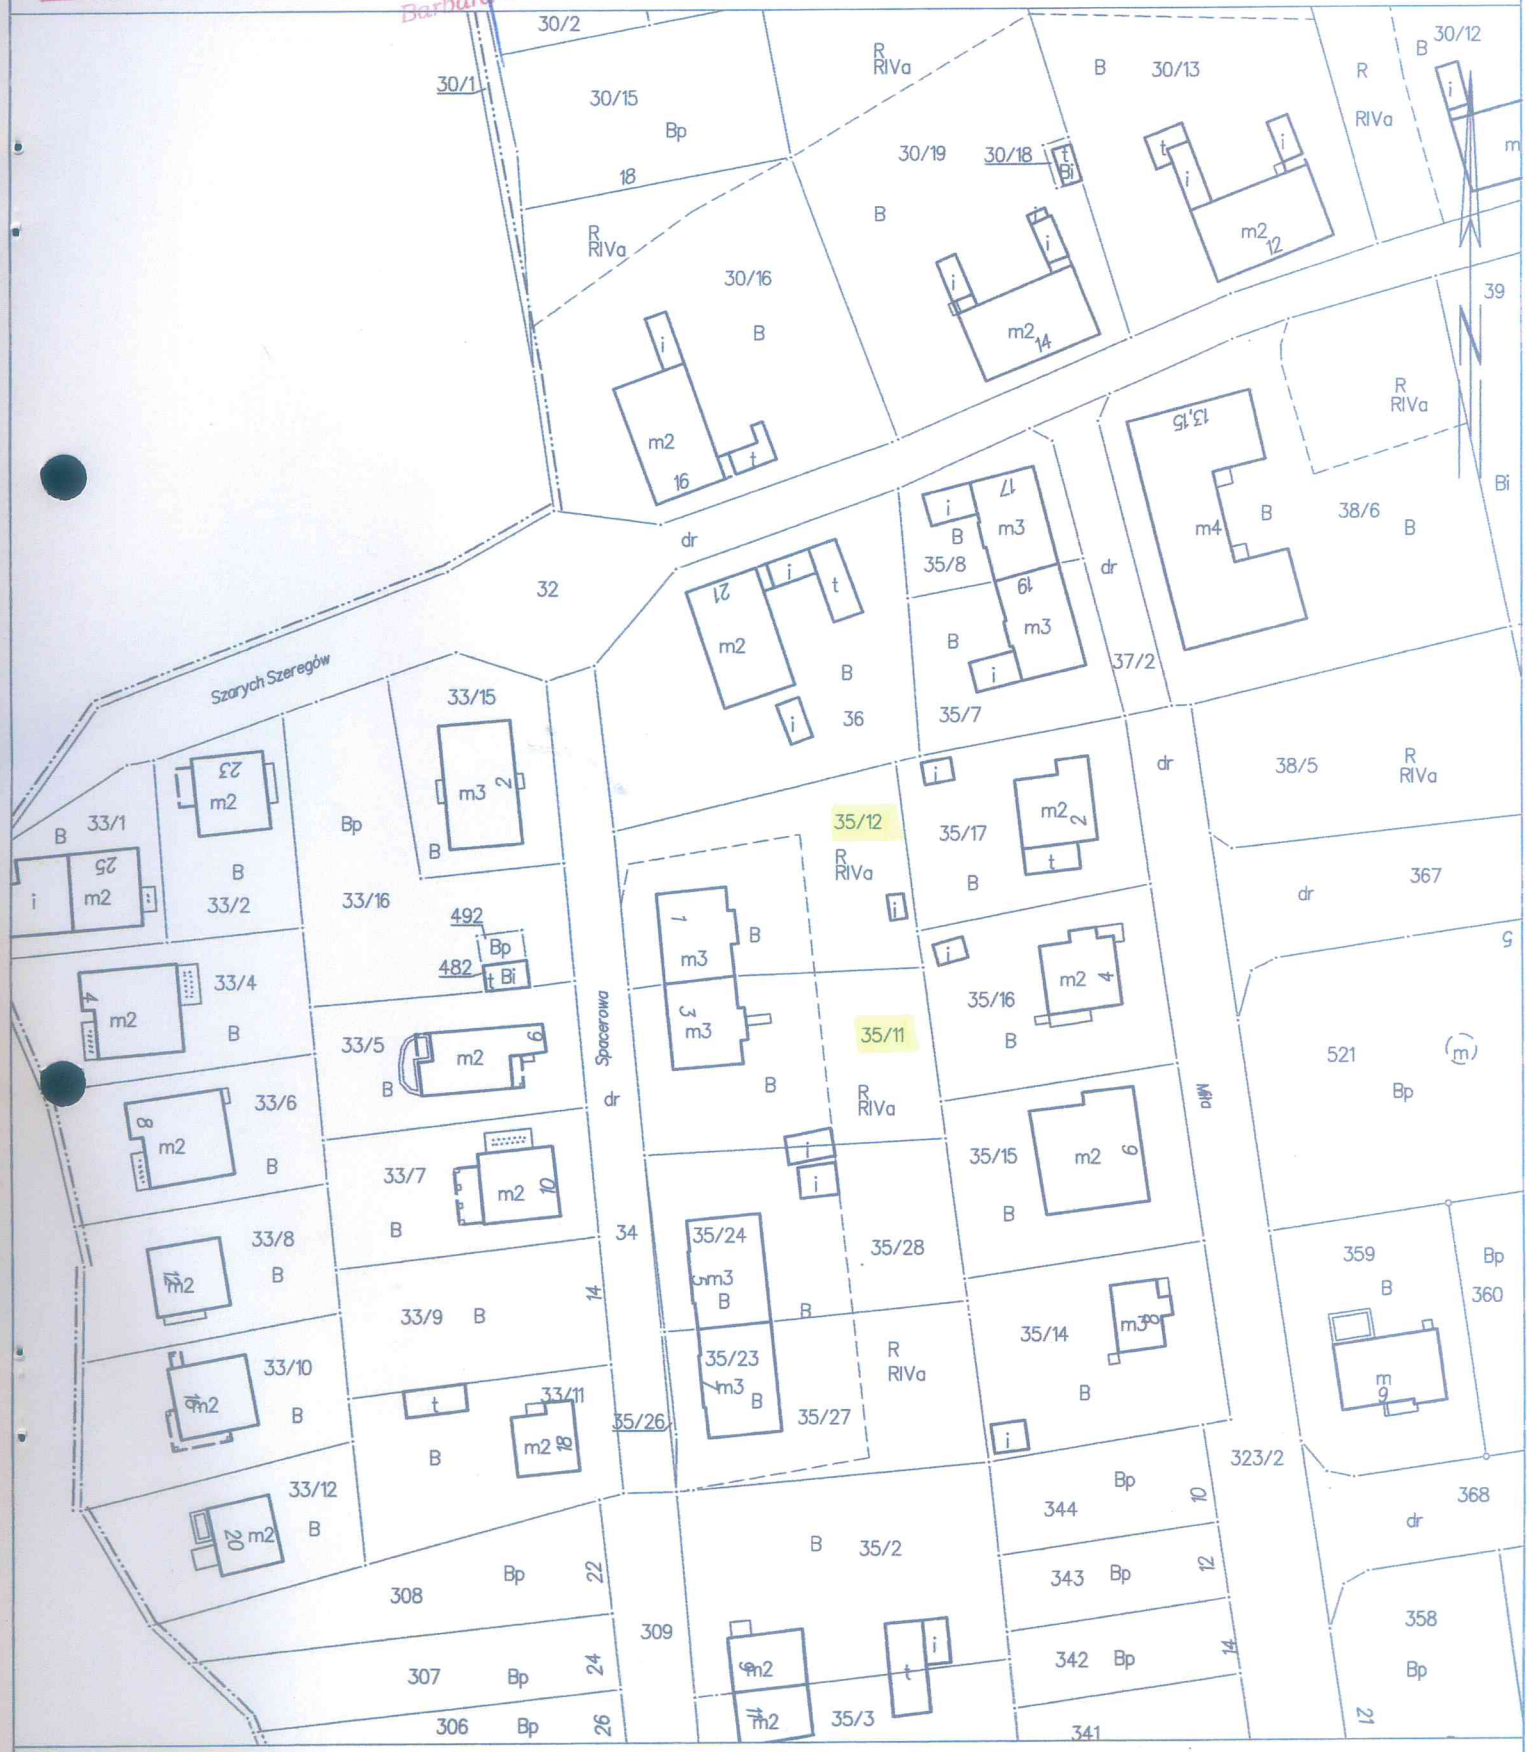 30/2
30/12
B
R
RIVa
B
30/13
R
30/1
30/15
Bp
RIVa
30/19
30/18
t
Bi
t
i
i
i
m
18
B
R
RIVa
m2
12
30/16
i
i
i
39
B
i
m2
14
R
RIVa
m2
16
t
13,15
17
i
m3
B
m4
B
38/6
B
Bi
dr
35/8
dr
32
21
i
t
19
m2
B
m3
i
37/2
Szarych Szeregów
B
36
35/7
i
33/15
23
m2
m3
2
i
dr
38/5
R
RIVa
33/1
B
Bp
35/12
35/17
m2
2
B
R
RIVa
t
25
B
B
367
i
m2
33/2
33/16
i
dr
492
Bp
1
B
m3
i
5
482
t
Bi
33/4
4
m2
B
35/16
m2
4
Spacerowa
3
m3
35/11
B
521
(m)
33/5
m2
6
B
B
R
RIVa
Bp
dr
Miła
33/6
8
m2
B
i
35/15
m2
6
33/7
m2
10
i
B
B
34
35/24
35/28
33/8
B
12
m2
359
B
Bp
360
5
m3
B
B
14
33/9
B
35/14
m3
8
35/23
m3
B
R
RIVa
33/10
16
m2
B
m
9
B
33/11
t
35/26
35/27
m2
18
B
i
323/2
33/12
20
m2
B
Bp
344
10
368
dr
B
35/2
308
Bp
22
343
Bp
12
309
358
Bp
9
m2
t
i
342
Bp
14
307
Bp
24
11
m2
35/3
306
Bp
26
341
21